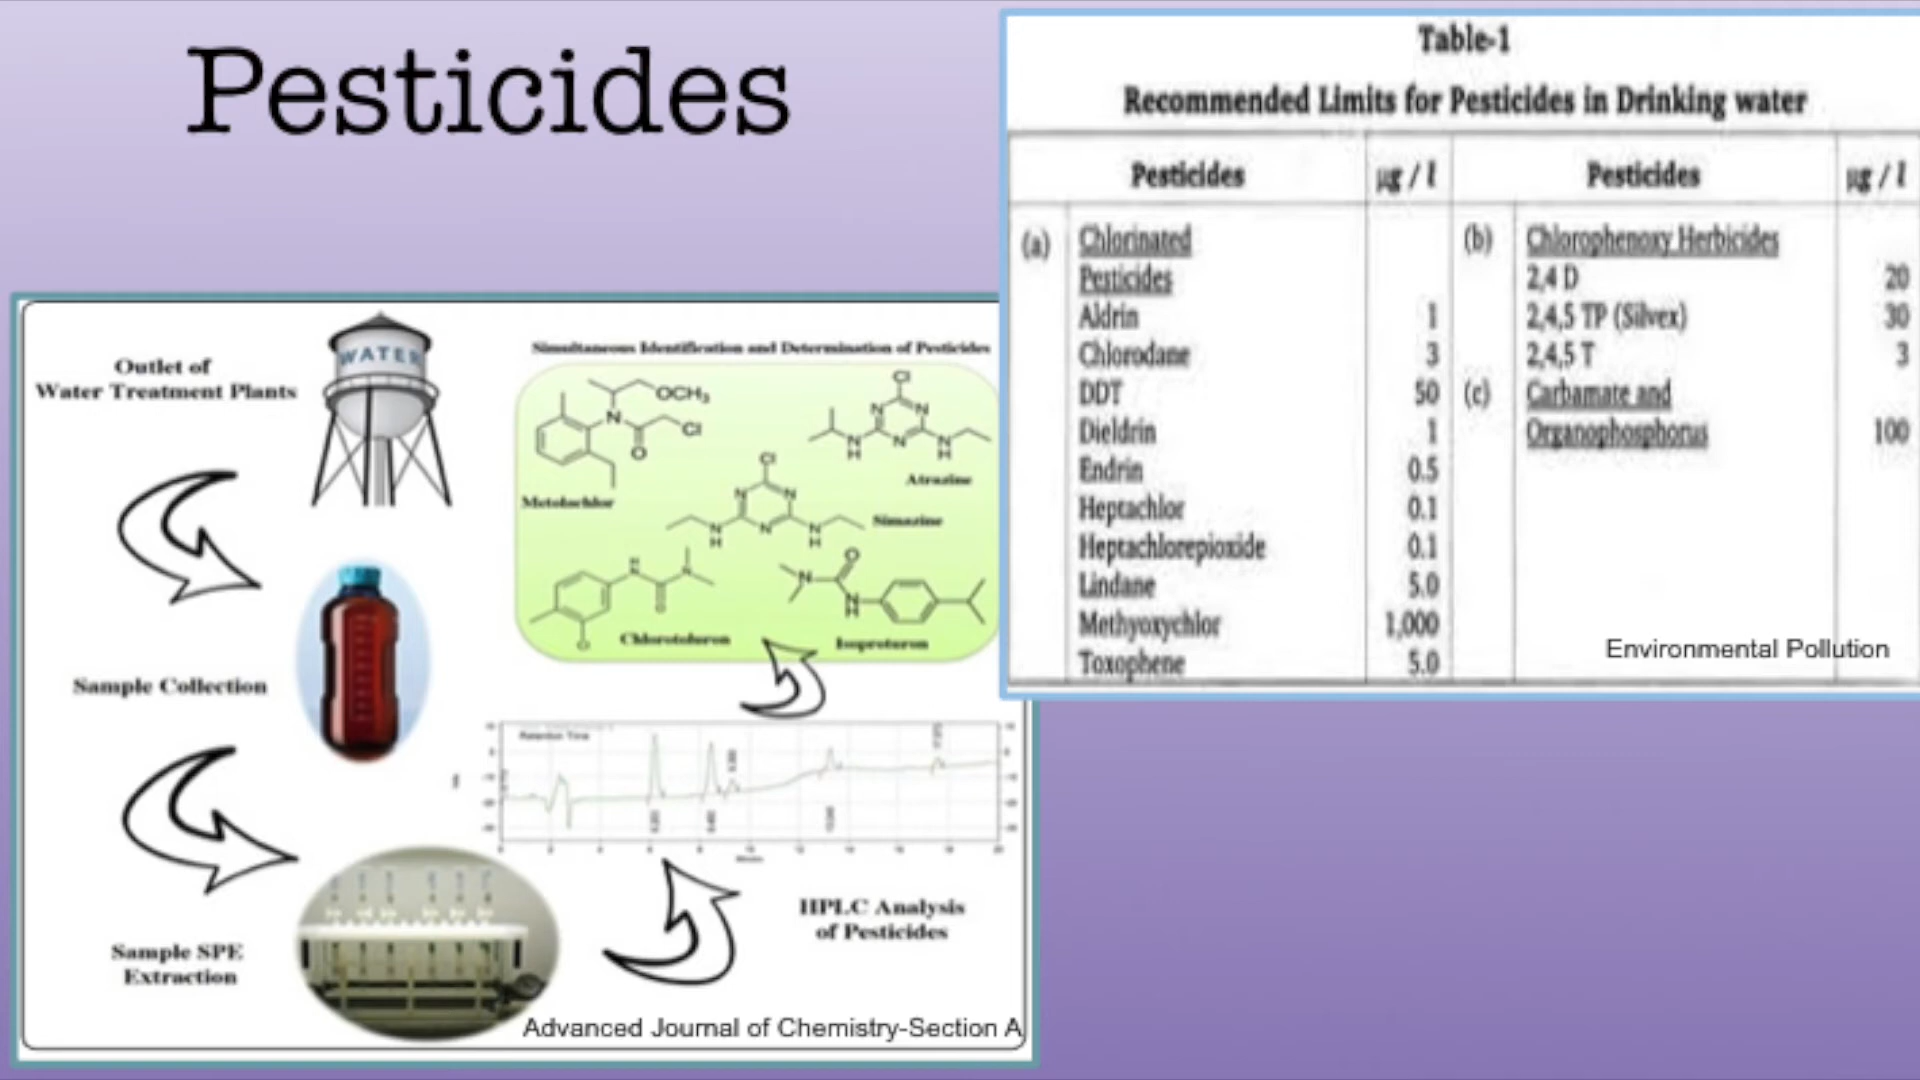 Pesticides
Table-1
Recommended Limits for Pesticides in Drinking water
Pesticides µg / l Pesticides µg / l
(a) Chlorinated (b) Chlorophenoxy Herbicides
Pesticides 2,4 D 20
Aldrin 1 2,4,5 TP (Silvex) 30
Chlorodane 3 2,4,5 T 3
DDT 50 (c) Carbamate and
Dieldrin 1 Organophosphorus 100
Endrin 0.5
Heptachlor 0.1
Heptachlorepioxide 0.1
Lindane 5.0
Methyoxychlor 1,000
Toxophene 5.0
Environmental Pollution
Outlet of
Water Treatment Plants
WATER
Simultaneous Identification and Determination of Pesticides
OCH3
N
Cl
O
Metolachlor
Cl
N N
N
N H
N H
Atrazine
Cl
N N
N
N H
N H
Simazine
H N
N
O
Cl
Chlorotoluron
O
N
N H
Isoproturon
Sample Collection
Retention Time
HPLC Analysis
of Pesticides
Sample SPE
Extraction
Advanced Journal of Chemistry-Section A